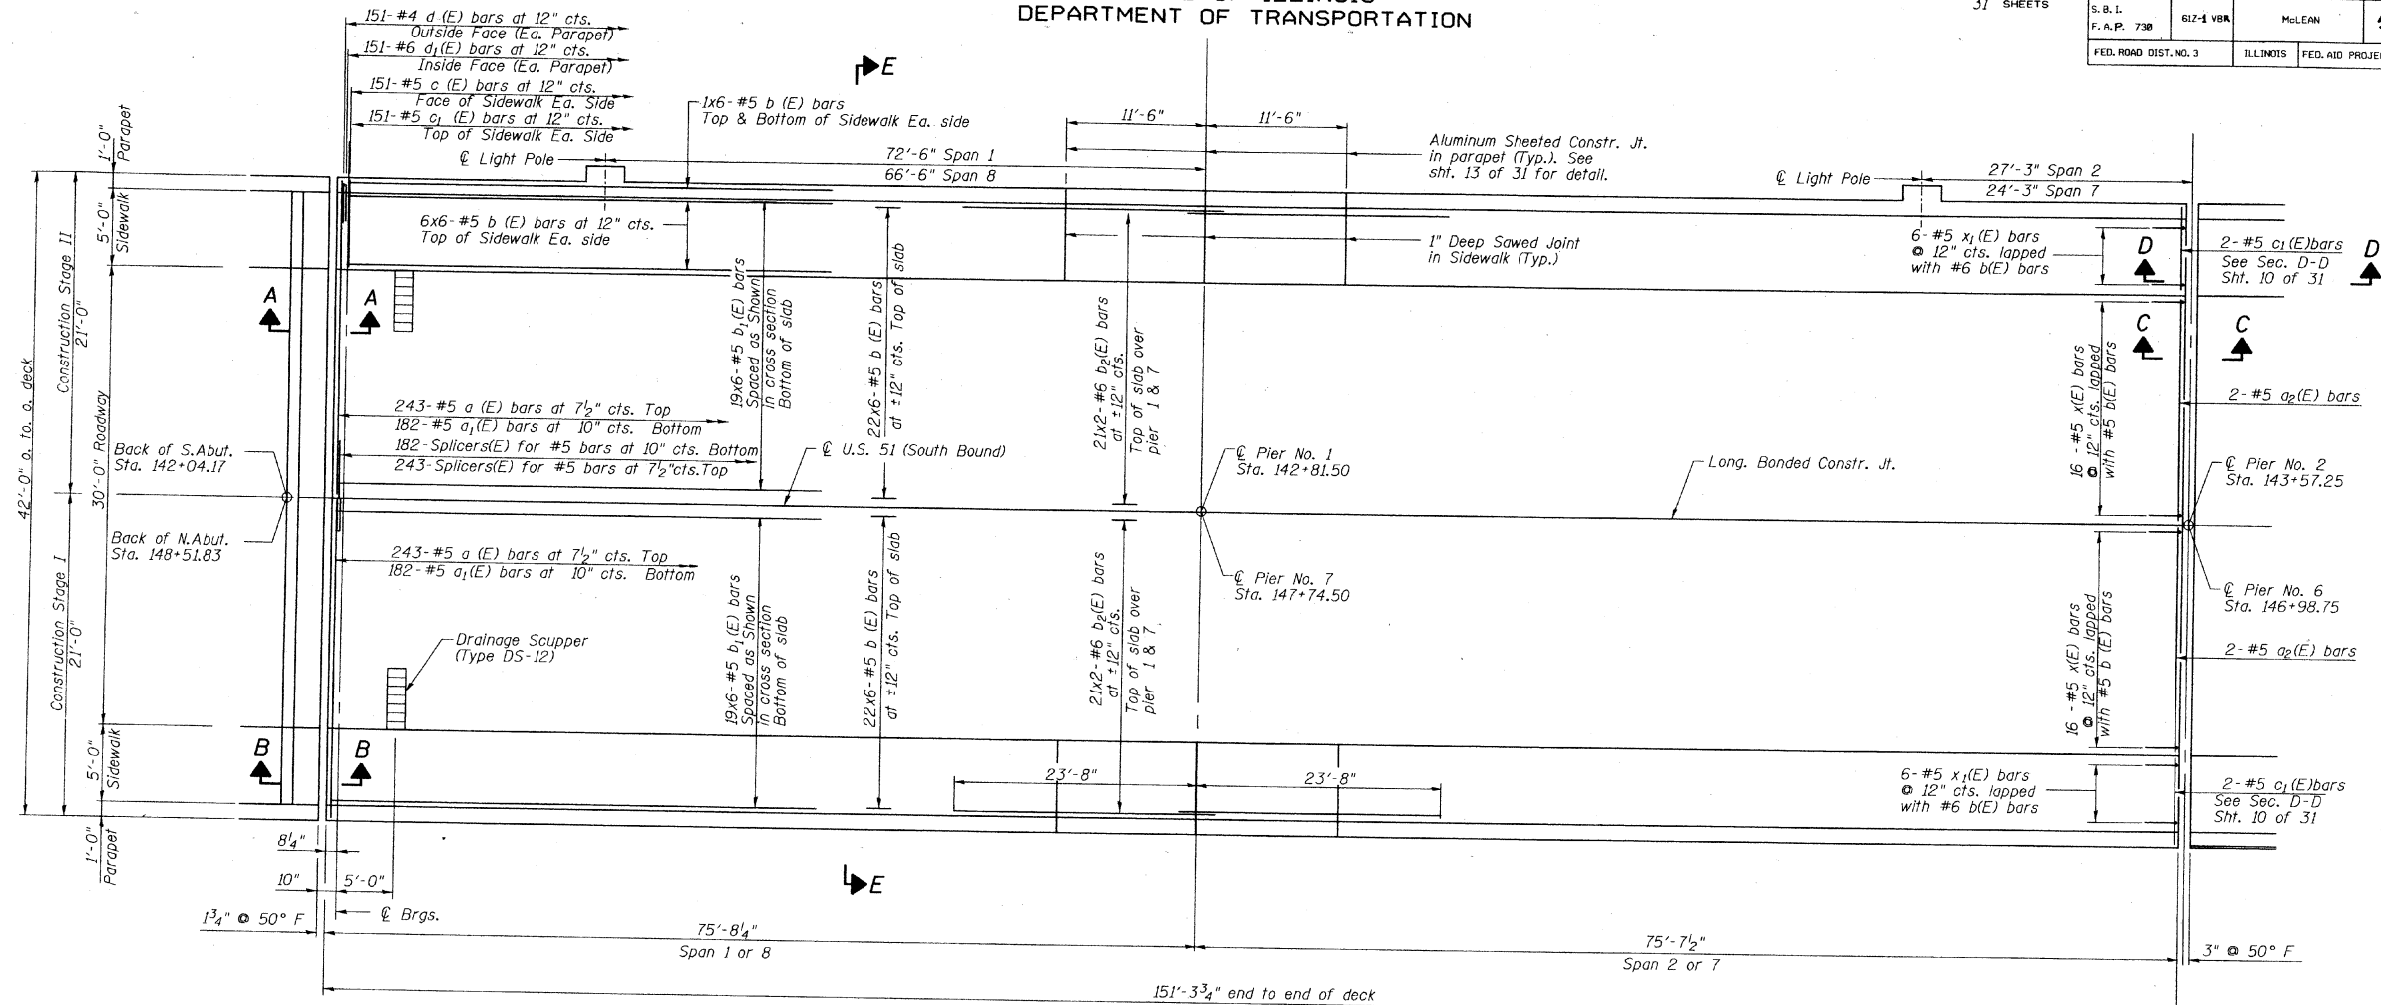 DEPARTMENT OF TRANSPORTATION
31 SHEETS
S. B. I.
F. A. P. 730
61Z-1 VBR
McLEAN
FED. ROAD DIST. NO. 3
ILLINOIS
151-#4 d (E) bars at 12" cts.
Outside Face (Ea. Parapet)
151-#6 d1(E) bars at 12" cts.
Inside Face (Ea. Parapet)
151-#5 c (E) bars at 12" cts.
Face of Sidewalk Ea. Side
151-#5 c1 (E) bars at 12" cts.
Top of Sidewalk Ea. Side
E
1x6-#5 b (E) bars
Top & Bottom of Sidewalk Ea. side
11'-6"
11'-6"
Aluminum Sheeted Constr. Jt.
in parapet (Typ.). See
sht. 13 of 31 for detail.
℄ Light Pole
72'-6" Span 1
66'-6" Span 8
℄ Light Pole
27'-3" Span 2
24'-3" Span 7
1'-0"
Parapet
5'-0"
Sidewalk
6x6-#5 b (E) bars at 12" cts.
Top of Sidewalk Ea. side
1" Deep Sawed Joint
in Sidewalk (Typ.)
6-#5 x1(E) bars
@ 12" cts. lapped
with #6 b(E) bars
D
2-#5 c1(E)bars
See Sec. D-D
Sht. 10 of 31
D
A
A
C
C
42'-0" o. to. o. deck
Construction Stage II
21'-0"
30'-0" Roadway
Construction Stage I
21'-0"
19x6-#5 b1(E) bars
Spaced as Shown
in cross section
Bottom of slab
22x6-#5 b (E) bars
at ±12" cts. Top of slab
21x2-#6 b2(E) bars
at ±12" cts.
Top of slab over
pier 1 & 7
16 -#5 x(E) bars
@ 12" cts. lapped
with #5 b(E) bars
2-#5 a2(E) bars
243-#5 a (E) bars at 7½" cts. Top
182-#5 a1(E) bars at 10" cts. Bottom
182-Splicers(E) for #5 bars at 10" cts. Bottom
243-Splicers(E) for #5 bars at 7½"cts.Top
℄ U.S. 51 (South Bound)
Back of S.Abut.
Sta. 142+04.17
℄ Pier No. 1
Sta. 142+81.50
Long. Bonded Constr. Jt.
℄ Pier No. 2
Sta. 143+57.25
Back of N.Abut.
Sta. 148+51.83
243-#5 a (E) bars at 7½" cts. Top
182-#5 a1(E) bars at 10" cts. Bottom
℄ Pier No. 7
Sta. 147+74.50
℄ Pier No. 6
Sta. 146+98.75
19x6-#5 b1(E) bars
Spaced as Shown
in cross section
Bottom of slab
22x6-#5 b (E) bars
at ±12" cts. Top of slab
21x2-#6 b2(E) bars
at ±12" cts.
Top of slab over
pier 1 & 7
16 -#5 x(E) bars
@ 12" cts. lapped
with #5 b (E) bars
2-#5 a2(E) bars
Drainage Scupper
(Type DS-12)
B
B
5'-0"
Sidewalk
1'-0"
Parapet
23'-8"
23'-8"
6-#5 x1(E) bars
@ 12" cts. lapped
with #6 b(E) bars
2-#5 c1(E)bars
See Sec. D-D
Sht. 10 of 31
8¼"
10"
5'-0"
E
1¾" @ 50° F
℄ Brgs.
75'-8¼"
Span 1 or 8
75'-7½"
Span 2 or 7
3" @ 50° F
151'-3¾" end to end of deck